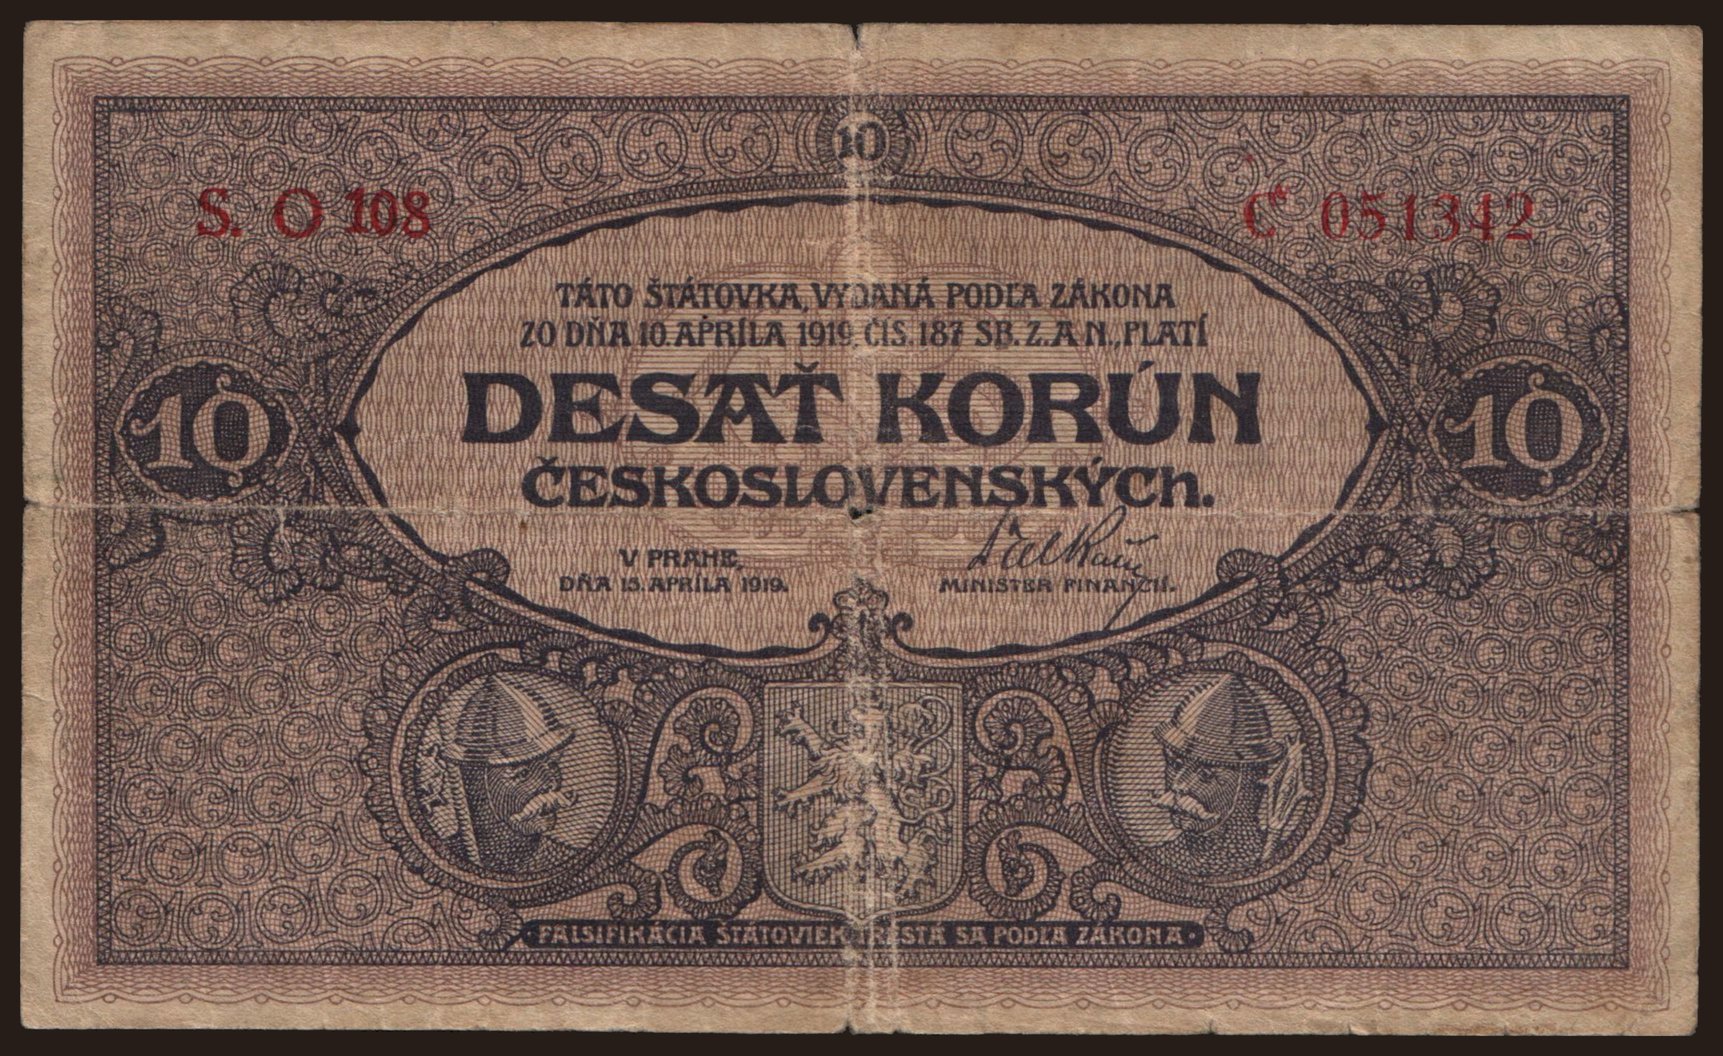 10
S. O 108
Č 051342
TÁTO ŠTÁTOVKA, VYDANÁ PODĽA ZÁKONA
ZO DŇA 10. APRÍLA 1919, ČÍS. 187 SB. Z. A N., PLATÍ
DESAŤ KORÚN
ČESKOSLOVENSKÝCH.
10
10
V PRAHE,
DŇA 15. APRÍLA 1919.
MINISTER FINANCIÍ.
FALSIFIKÁCIA ŠTÁTOVIEK TRESTÁ SA PODĽA ZÁKONA